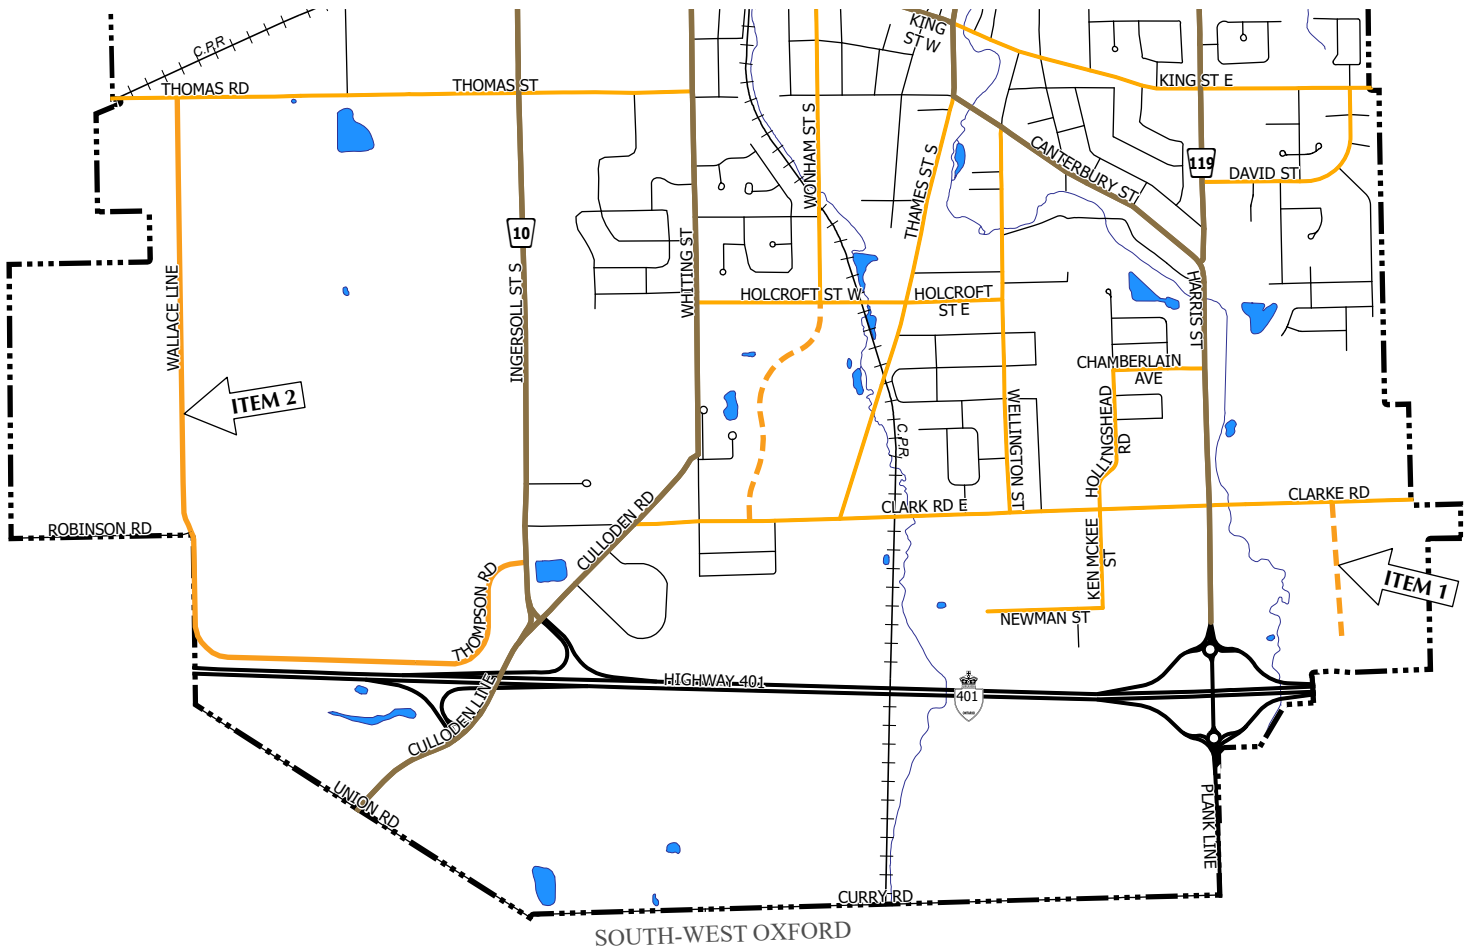 KING
ST W
C.P.R
THOMAS RD
THOMAS ST
KING ST E
WONHAM ST S
THAMES ST S
CANTERBURY ST
119
DAVID ST
10
WALLACE LINE
INGERSOLL ST S
WHITING ST
HOLCROFT ST W
HOLCROFT
ST E
HARRIS ST
CHAMBERLAIN
AVE
ITEM 2
WELLINGTON ST
HOLLINGSHEAD
RD
C.P.R
CLARK RD E
CLARKE RD
ROBINSON RD
CULLODEN RD
KEN MCKEE
ST
ITEM 1
THOMPSON RD
NEWMAN ST
HIGHWAY 401
401
CULLODEN LINE
UNION RD
PLANK LINE
CURRY RD
SOUTH-WEST OXFORD